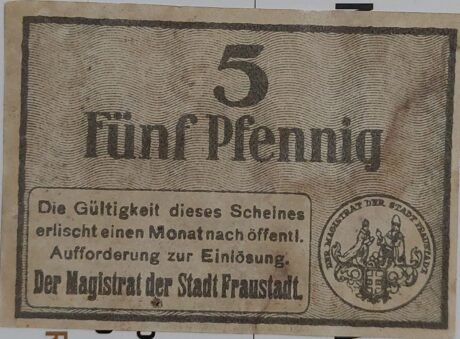 5
Fünf Pfennig
Die Gültigkeit dieses Scheines
erlischt einen Monat nach öffentl.
Aufforderung zur Einlösung.
Der Magistrat der Stadt Fraustadt.
DER MAGISTRAT DER STADT FRAUSTADT